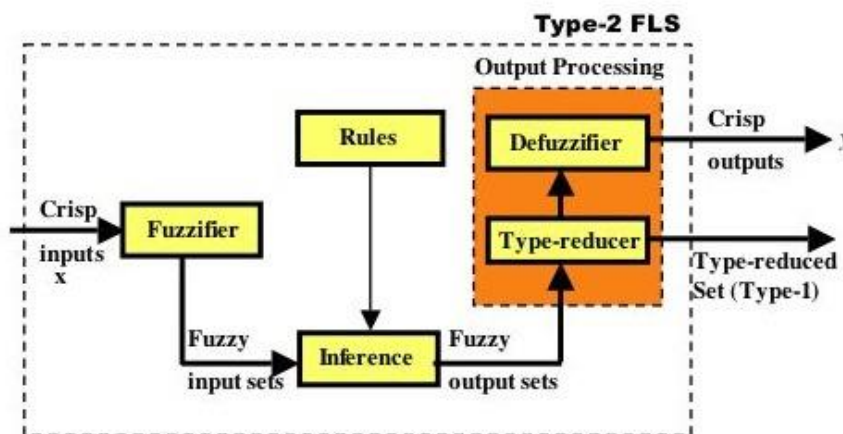 Type-2 FLS
Output Processing
Rules
Defuzzifier
Crisp
outputs
Crisp
inputs
x
Fuzzifier
Type-reducer
Type-reduced
Set (Type-1)
Fuzzy
input sets
Inference
Fuzzy
output sets